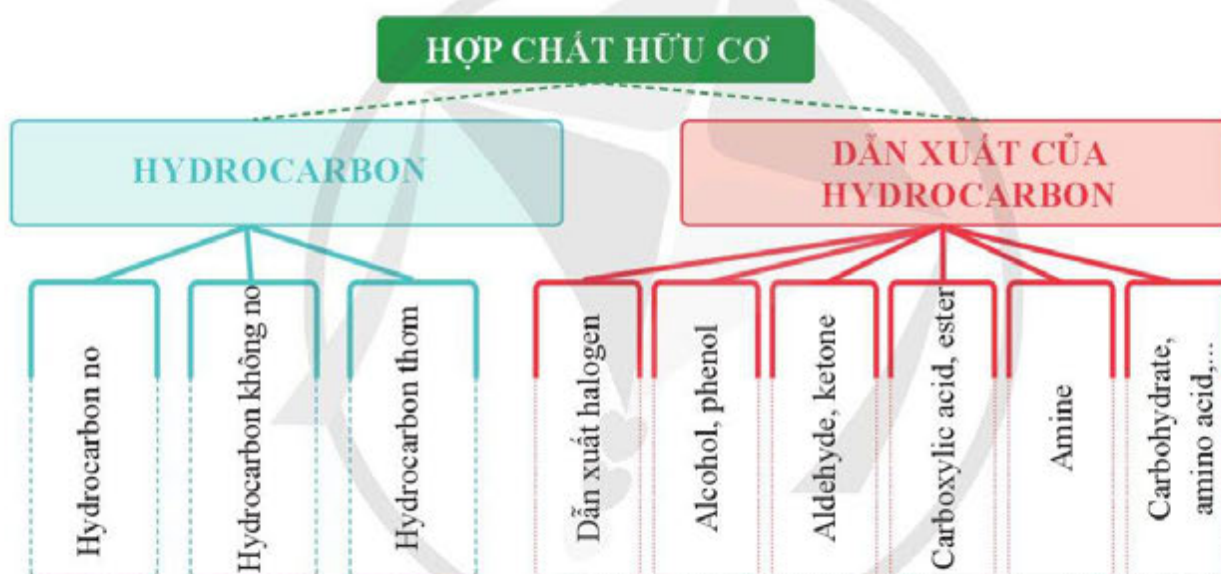 HỢP CHẤT HỮU CƠ
HYDROCARBON
DẪN XUẤT CỦA
HYDROCARBON
Hydrocarbon no
Hydrocarbon không no
Hydrocarbon thơm
Dẫn xuất halogen
Alcohol, phenol
Aldehyde, ketone
Carboxylic acid, ester
Amine
Carbohydrate,
amino acid,...